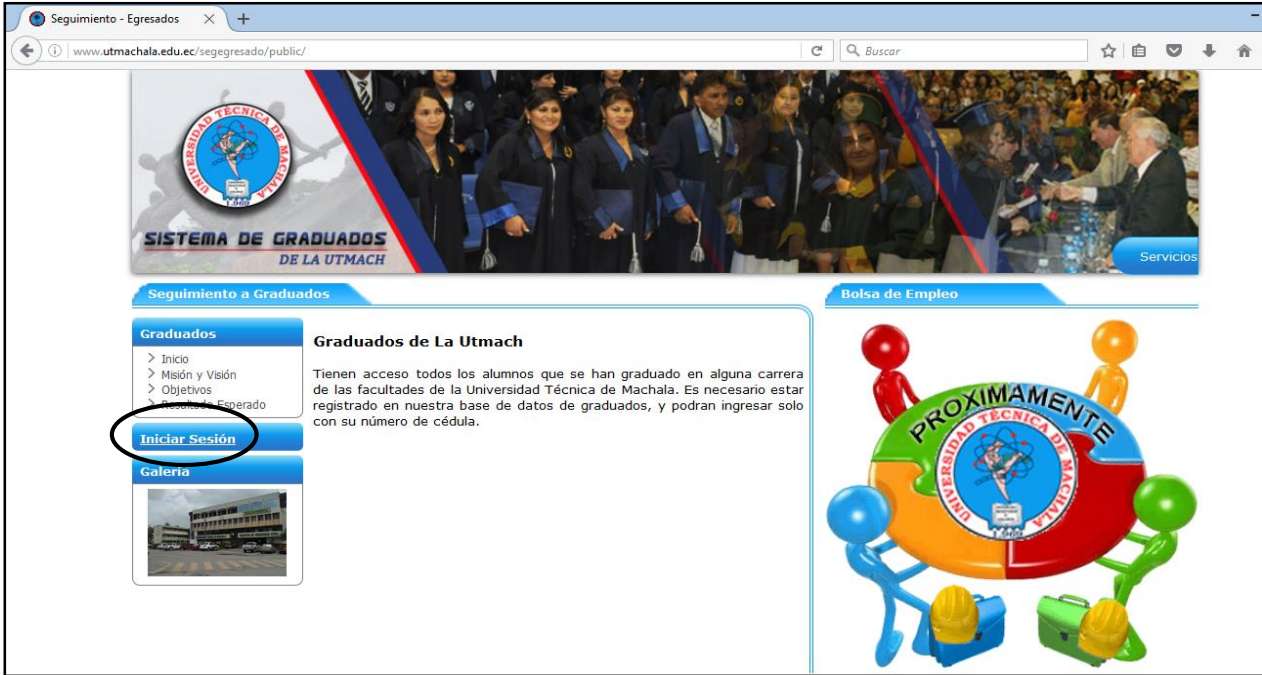 Seguimiento - Egresados
www.utmachala.edu.ec/segegresado/public/
Buscar
UNIVERSIDAD TÉCNICA DE MACHALA
1.969
SISTEMA DE GRADUADOS
DE LA UTMACH
Servicios
Seguimiento a Graduados
Bolsa de Empleo
Graduados
Inicio
Misión y Visión
Objetivos
Resultado Esperado
Iniciar Sesión
Galeria
Graduados de La Utmach
Tienen acceso todos los alumnos que se han graduado en alguna carrera
de las facultades de la Universidad Técnica de Machala. Es necesario estar
registrado en nuestra base de datos de graduados, y podran ingresar solo
con su número de cédula.
PROXIMAMENTE
UNIVERSIDAD TÉCNICA DE MACHALA
1.969